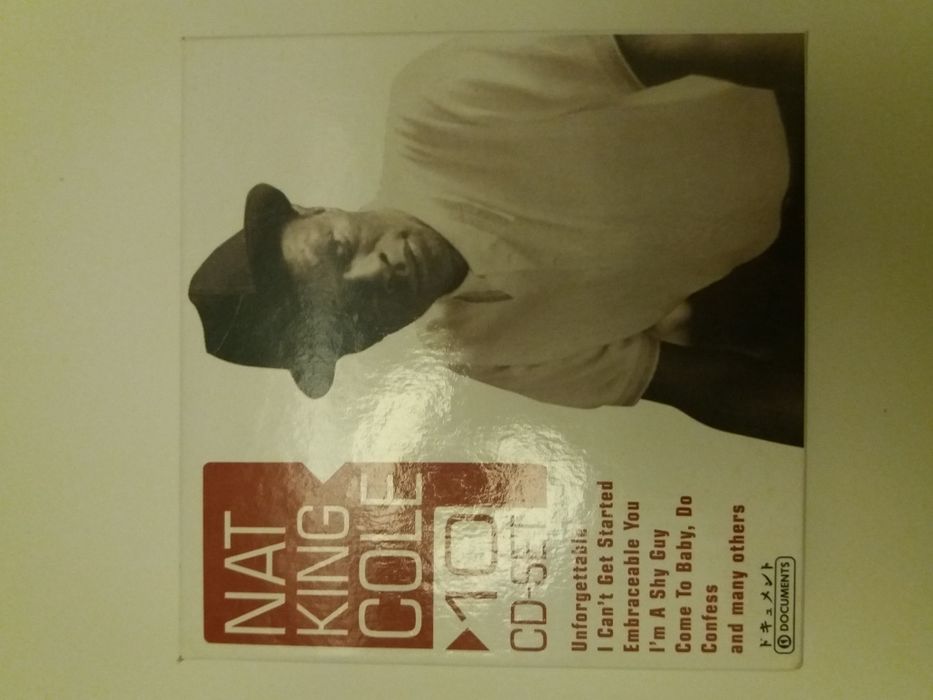 NAT
KING
COLE
10
CD-SET
Unforgettable
I Can't Get Started
Embraceable You
I'm A Shy Guy
Come To Baby, Do
Confess
and many others
ドキュメント
DOCUMENTS